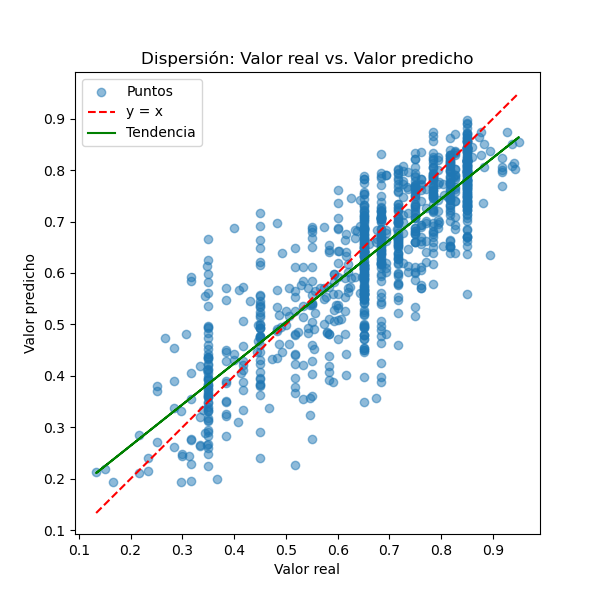 Dispersión: Valor real vs. Valor predicho
Puntos
y = x
Tendencia
Valor predicho
0.9
0.8
0.7
0.6
0.5
0.4
0.3
0.2
0.1
0.1 0.2 0.3 0.4 0.5 0.6 0.7 0.8 0.9
Valor real